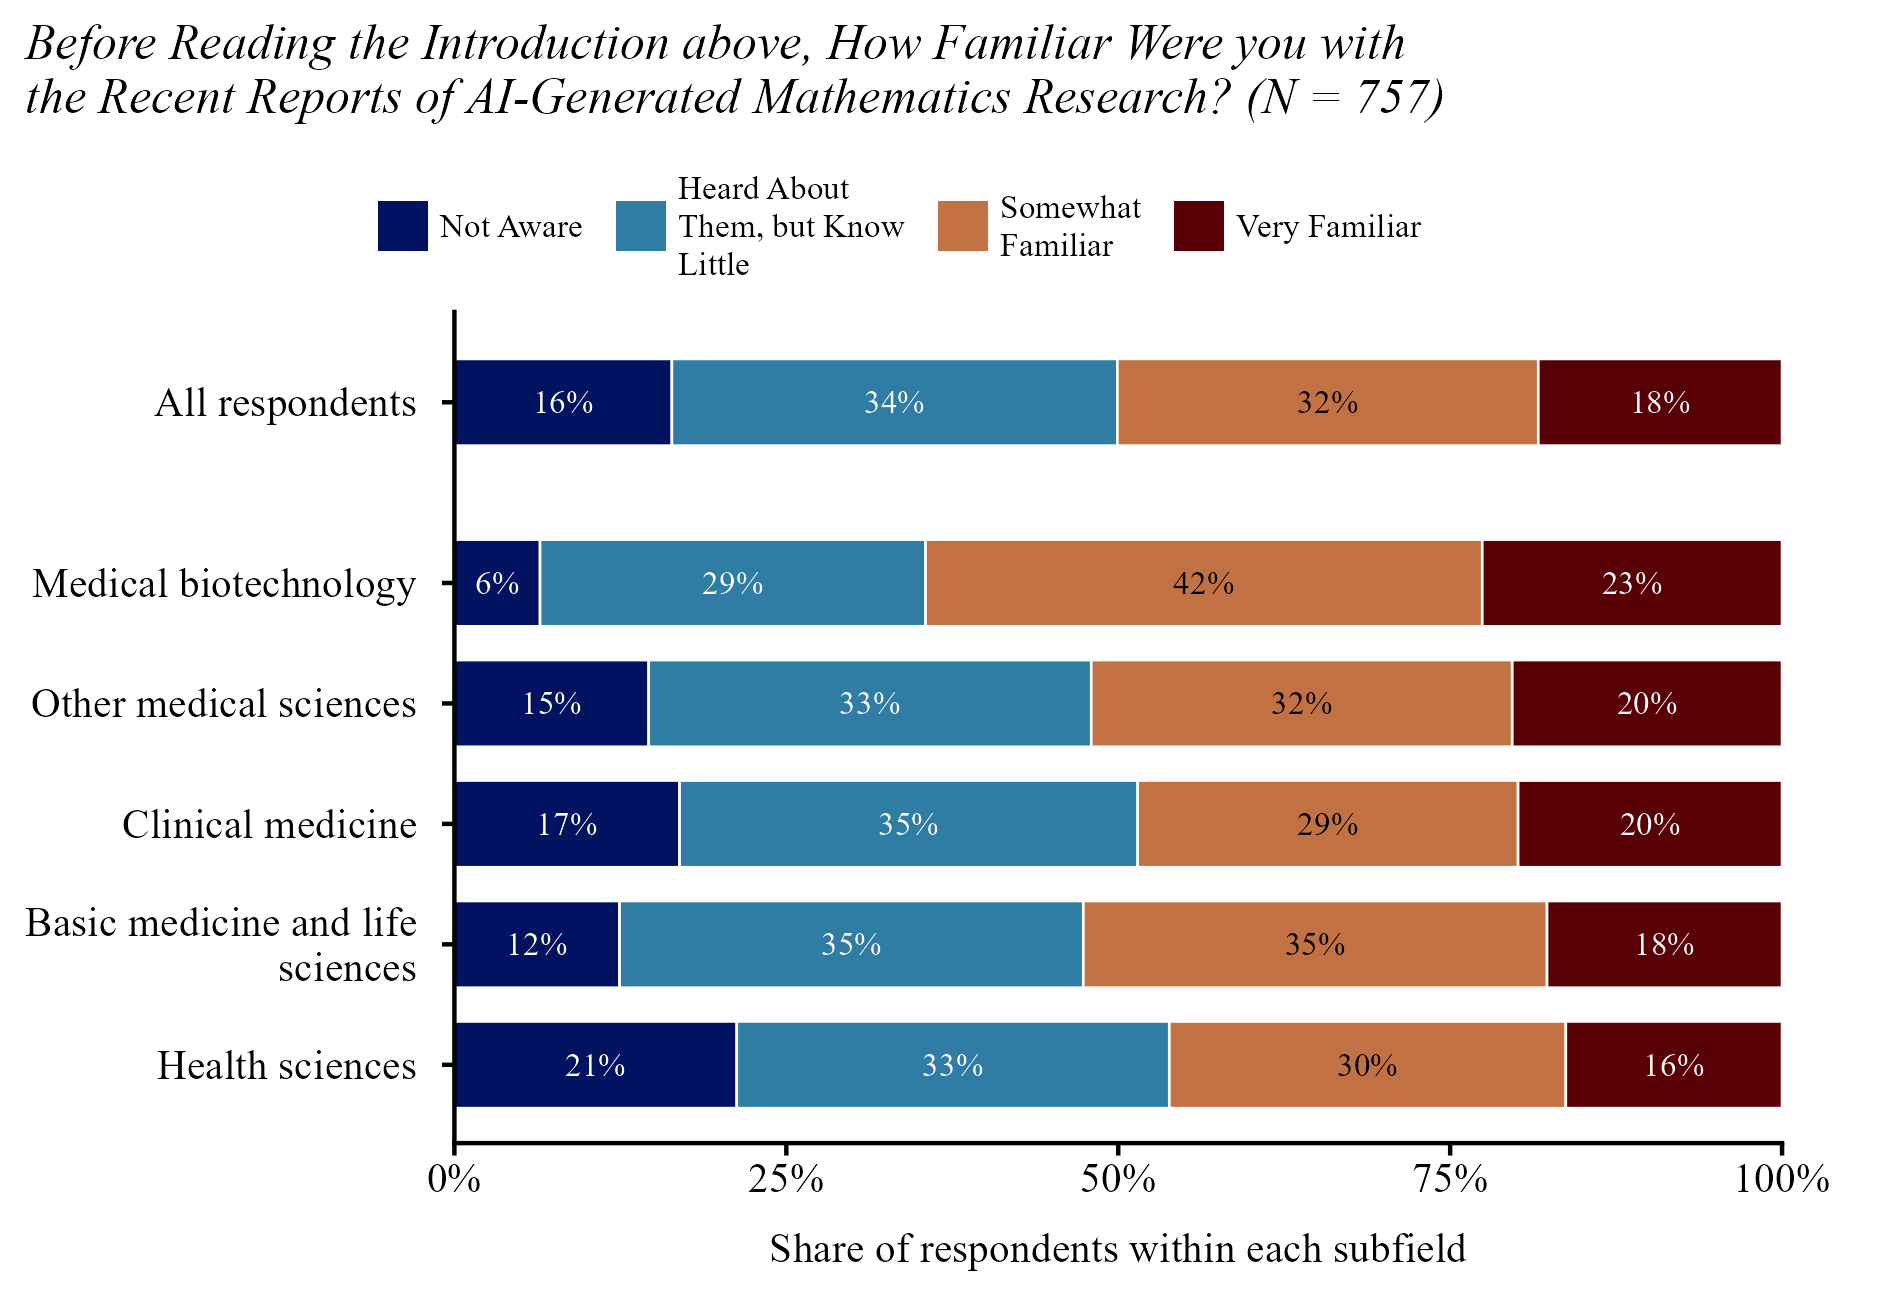 Before Reading the Introduction above, How Familiar Were you with
the Recent Reports of AI-Generated Mathematics Research? (N = 757)
Not Aware
Heard About
Them, but Know
Little
Somewhat
Familiar
Very Familiar
All respondents
16% 34% 32% 18%
Medical biotechnology
6% 29% 42% 23%
Other medical sciences
15% 33% 32% 20%
Clinical medicine
17% 35% 29% 20%
Basic medicine and life
sciences
12% 35% 35% 18%
Health sciences
21% 33% 30% 16%
0% 25% 50% 75% 100%
Share of respondents within each subfield